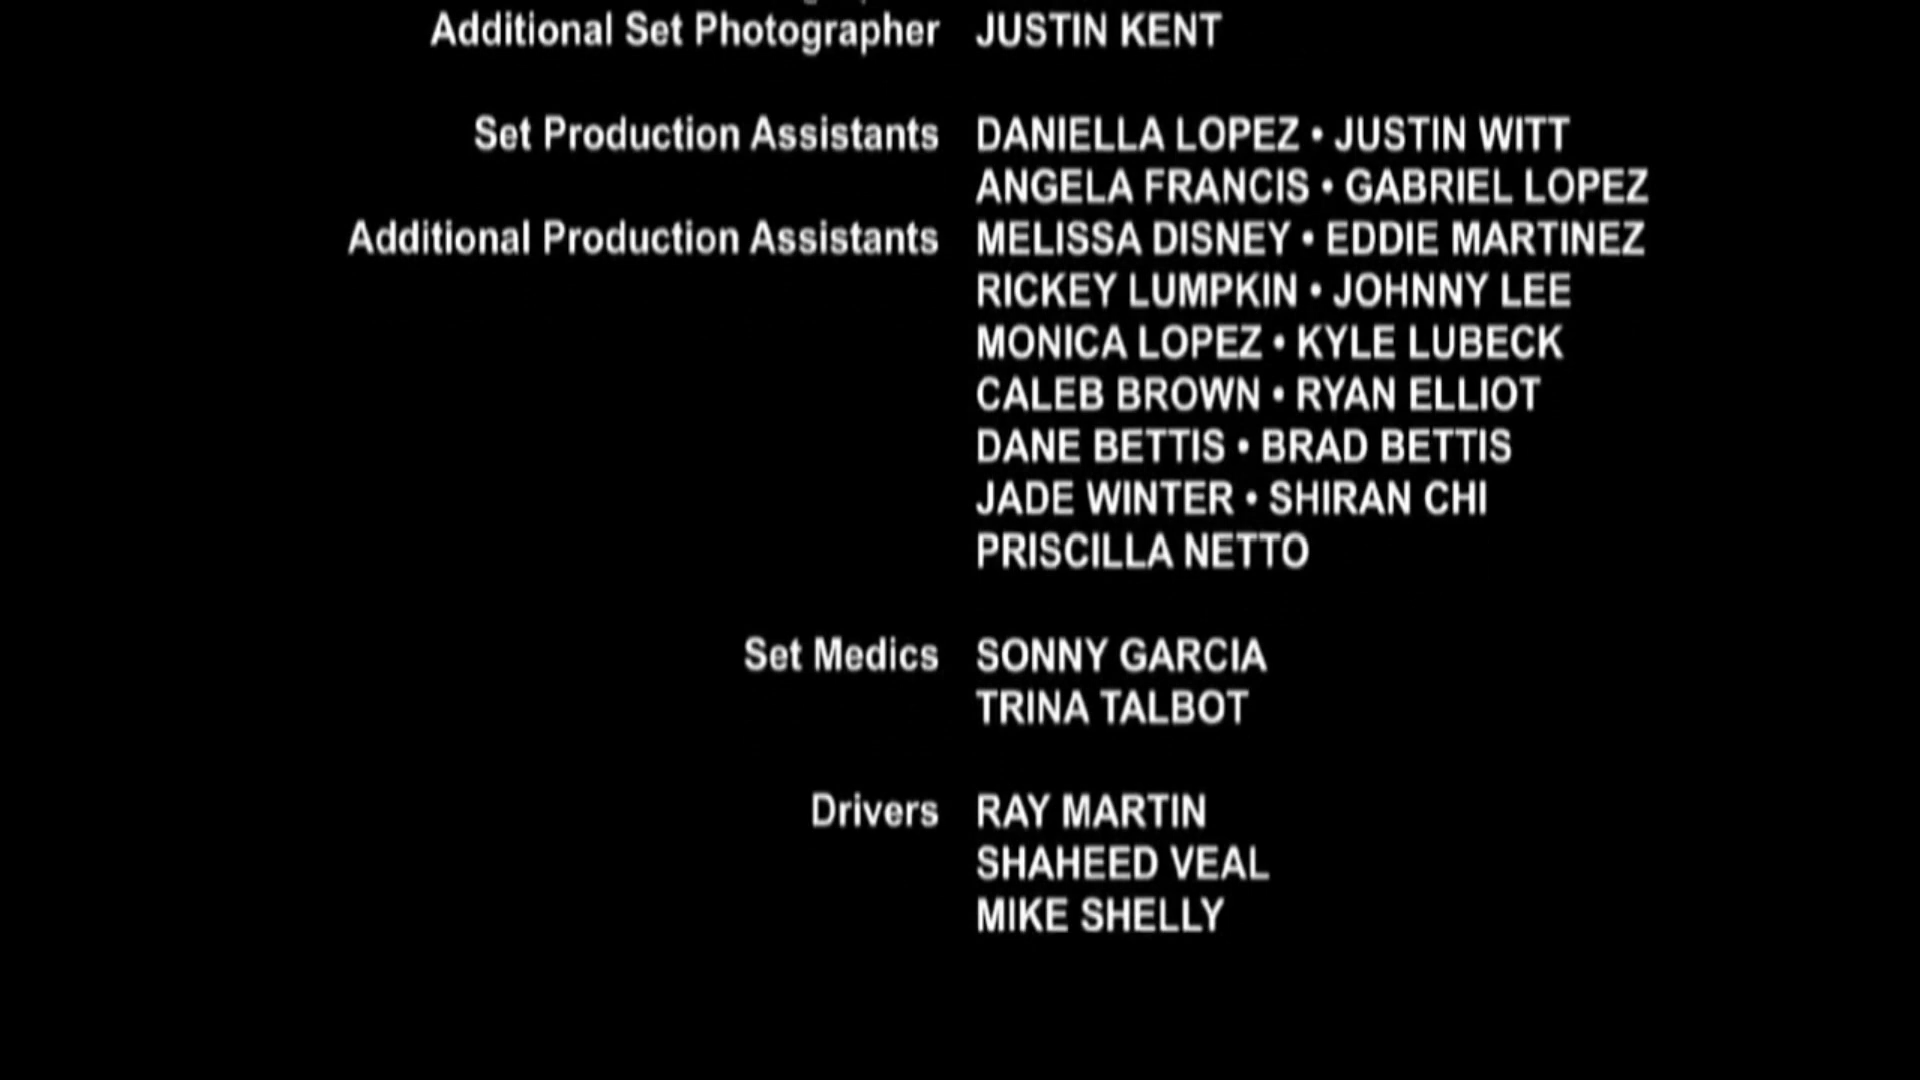 Additional Set Photographer JUSTIN KENT
Set Production Assistants DANIELLA LOPEZ • JUSTIN WITT
ANGELA FRANCIS • GABRIEL LOPEZ
Additional Production Assistants MELISSA DISNEY • EDDIE MARTINEZ
RICKEY LUMPKIN • JOHNNY LEE
MONICA LOPEZ • KYLE LUBECK
CALEB BROWN • RYAN ELLIOT
DANE BETTIS • BRAD BETTIS
JADE WINTER • SHIRAN CHI
PRISCILLA NETTO
Set Medics SONNY GARCIA
TRINA TALBOT
Drivers RAY MARTIN
SHAHEED VEAL
MIKE SHELLY